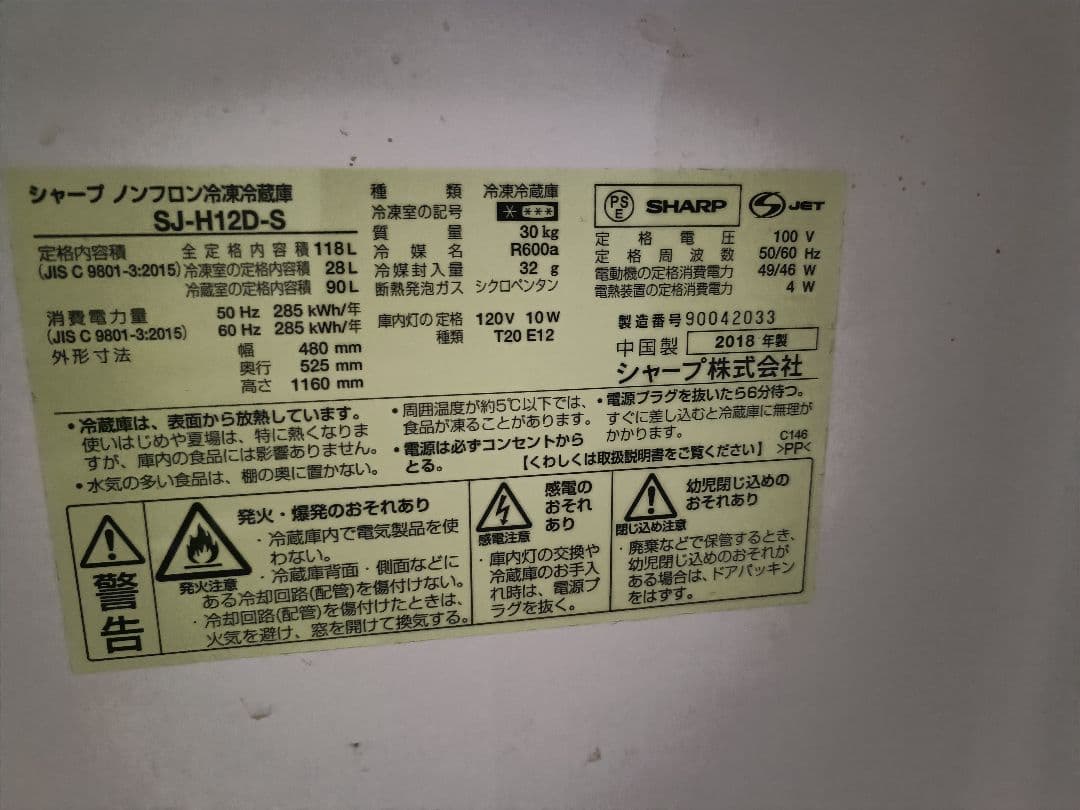 シャープ ノンフロン冷凍冷蔵庫
SJ-H12D-S
定格内容積 全定格内容積 118L
(JIS C 9801-3:2015) 冷凍室の定格内容積 28L
冷蔵室の定格内容積 90L
消費電力量 50 Hz 285 kWh/年
(JIS C 9801-3:2015) 60 Hz 285 kWh/年
外形寸法 幅 480 mm
奥行 525 mm
高さ 1160 mm
種類 冷凍冷蔵庫
冷凍室の記号 * ***
質量 30 kg
冷媒名 R600a
冷媒封入量 32 g
断熱発泡ガス シクロペンタン
庫内灯の定格 120V 10W
種類 T20 E12
PS E SHARP S JET
定格電圧 100 V
定格周波数 50/60 Hz
電動機の定格消費電力 49/46 W
電熱装置の定格消費電力 4 W
製造番号 90042033
中国製 2018 年製
シャープ株式会社
・冷蔵庫は、表面から放熱しています。
使いはじめや夏場は、特に熱くなりま
すが、庫内の食品には影響ありません。
・水気の多い食品は、棚の奥に置かない。
・周囲温度が約5℃以下では、
食品が凍ることがあります。
・電源は必ずコンセントから
とる。
・電源プラグを抜いたら6分待つ。
すぐに差し込むと冷蔵庫に無理が
かかります。
【くわしくは取扱説明書をご覧ください】
C146
>PP<
警告
発火注意
発火・爆発のおそれあり
・冷蔵庫内で電気製品を使
わない。
・冷蔵庫背面・側面などに
ある冷却回路(配管)を傷付けない。
・冷却回路(配管)を傷付けたときは、
火気を避け、窓を開けて換気する。
感電注意
感電の
おそれ
あり
・庫内灯の交換や
冷蔵庫のお手入
れ時は、電源プ
ラグを抜く。
閉じ込め注意
幼児閉じ込めの
おそれあり
・廃棄などで保管するとき、
幼児閉じ込めのおそれが
ある場合は、ドアパッキン
をはずす。